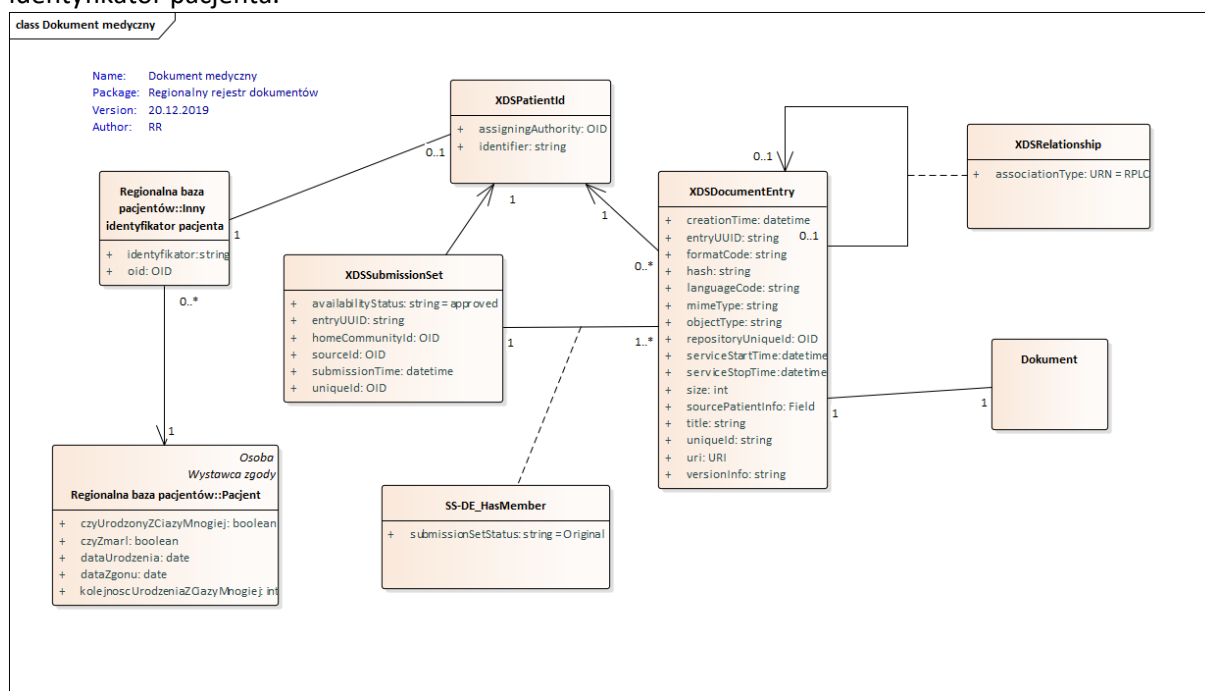 identyfikator pacjenta.
class Dokument medyczny
Name: Dokument medyczny
Package: Regionalny rejestr dokumentów
Version: 20.12.2019
Author: RR
XDSPatientId
+ assigningAuthority: OID
+ identifier: string
0..1
1
1
XDSRelationship
+ associationType: URN = RPLC
0..1
0..1
Regionalna baza
pacjentów::Inny
identyfikator pacjenta
+ identyfikator: string
+ oid: OID
1
0..*
XDSDocumentEntry
+ creationTime: datetime
+ entryUUID: string
+ formatCode: string
+ hash: string
+ languageCode: string
+ mimeType: string
+ objectType: string
+ repositoryUniqueId: OID
+ serviceStartTime: datetime
+ serviceStopTime: datetime
+ size: int
+ sourcePatientInfo: Field
+ title: string
+ uniqueId: string
+ uri: URI
+ versionInfo: string
0..*
1..*
1
XDSSubmissionSet
+ availabilityStatus: string = approved
+ entryUUID: string
+ homeCommunityId: OID
+ sourceId: OID
+ submissionTime: datetime
+ uniqueId: OID
1
Dokument
1
1
Osoba
Wystawca zgody
Regionalna baza pacjentów::Pacjent
+ czyUrodzonyZCiazyMnogiej: boolean
+ czyZmarl: boolean
+ dataUrodzenia: date
+ dataZgonu: date
+ kolejnoscUrodzeniaZCiazyMnogiej: int
SS-DE_HasMember
+ submissionSetStatus: string = Original